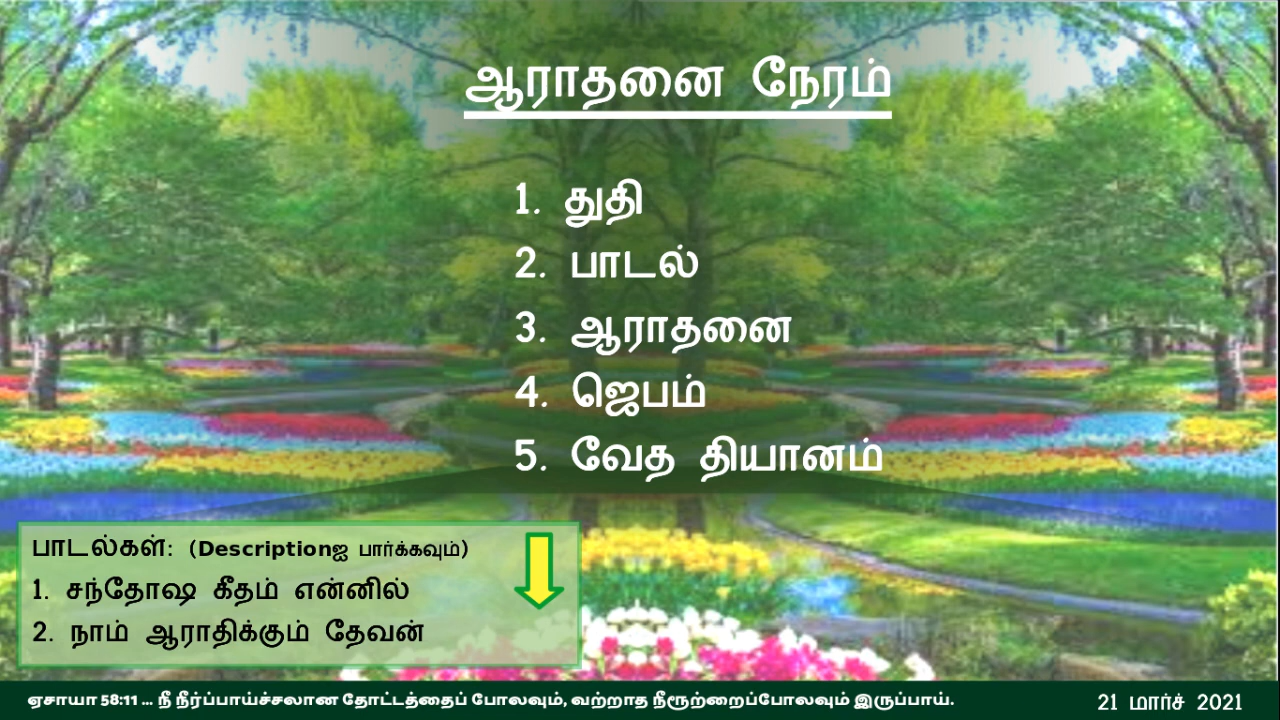 ஆராதனை நேரம்
1. துதி
2. பாடல்
3. ஆராதனை
4. ஜெபம்
5. வேத தியானம்
பாடல்கள்: (Descriptionஐ பார்க்கவும்)
1. சந்தோஷ கீதம் என்னில்
2. நாம் ஆராதிக்கும் தேவன்
ஏசாயா 58:11 ... நீ நீர்ப்பாய்ச்சலான தோட்டத்தைப் போலவும், வற்றாத நீரூற்றைப்போலவும் இருப்பாய்.
21 மார்ச் 2021